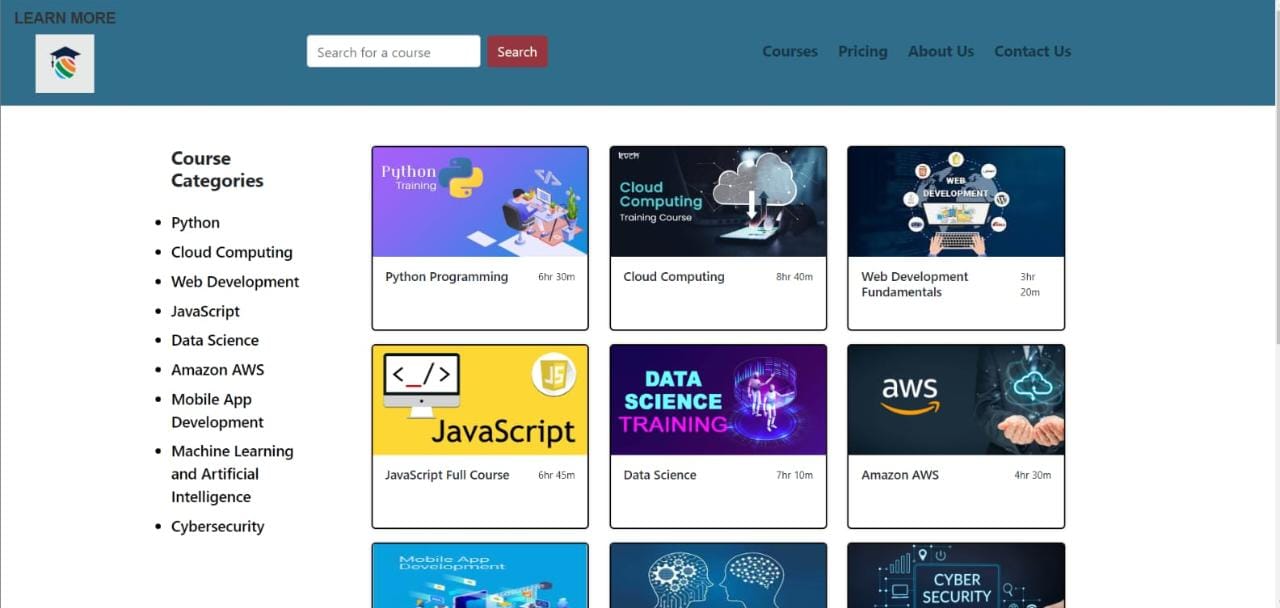 LEARN MORE
Search for a course
Search
Courses
Pricing
About Us
Contact Us
Course
Categories
Python
Cloud Computing
Web Development
JavaScript
Data Science
Amazon AWS
Mobile App
Development
Machine Learning
and Artificial
Intelligence
Cybersecurity
Python
Training
Python Programming
6hr 30m
Cloud
Computing
Training Course
Cloud Computing
8hr 40m
WEB
DEVELOPMENT
Web Development
Fundamentals
3hr
20m
<_/>
JS
JavaScript
JavaScript Full Course
6hr 45m
DATA
SCIENCE
TRAINING
Data Science
7hr 10m
aws
Amazon AWS
4hr 30m
Mobile App
Development
CYBER
SECURITY